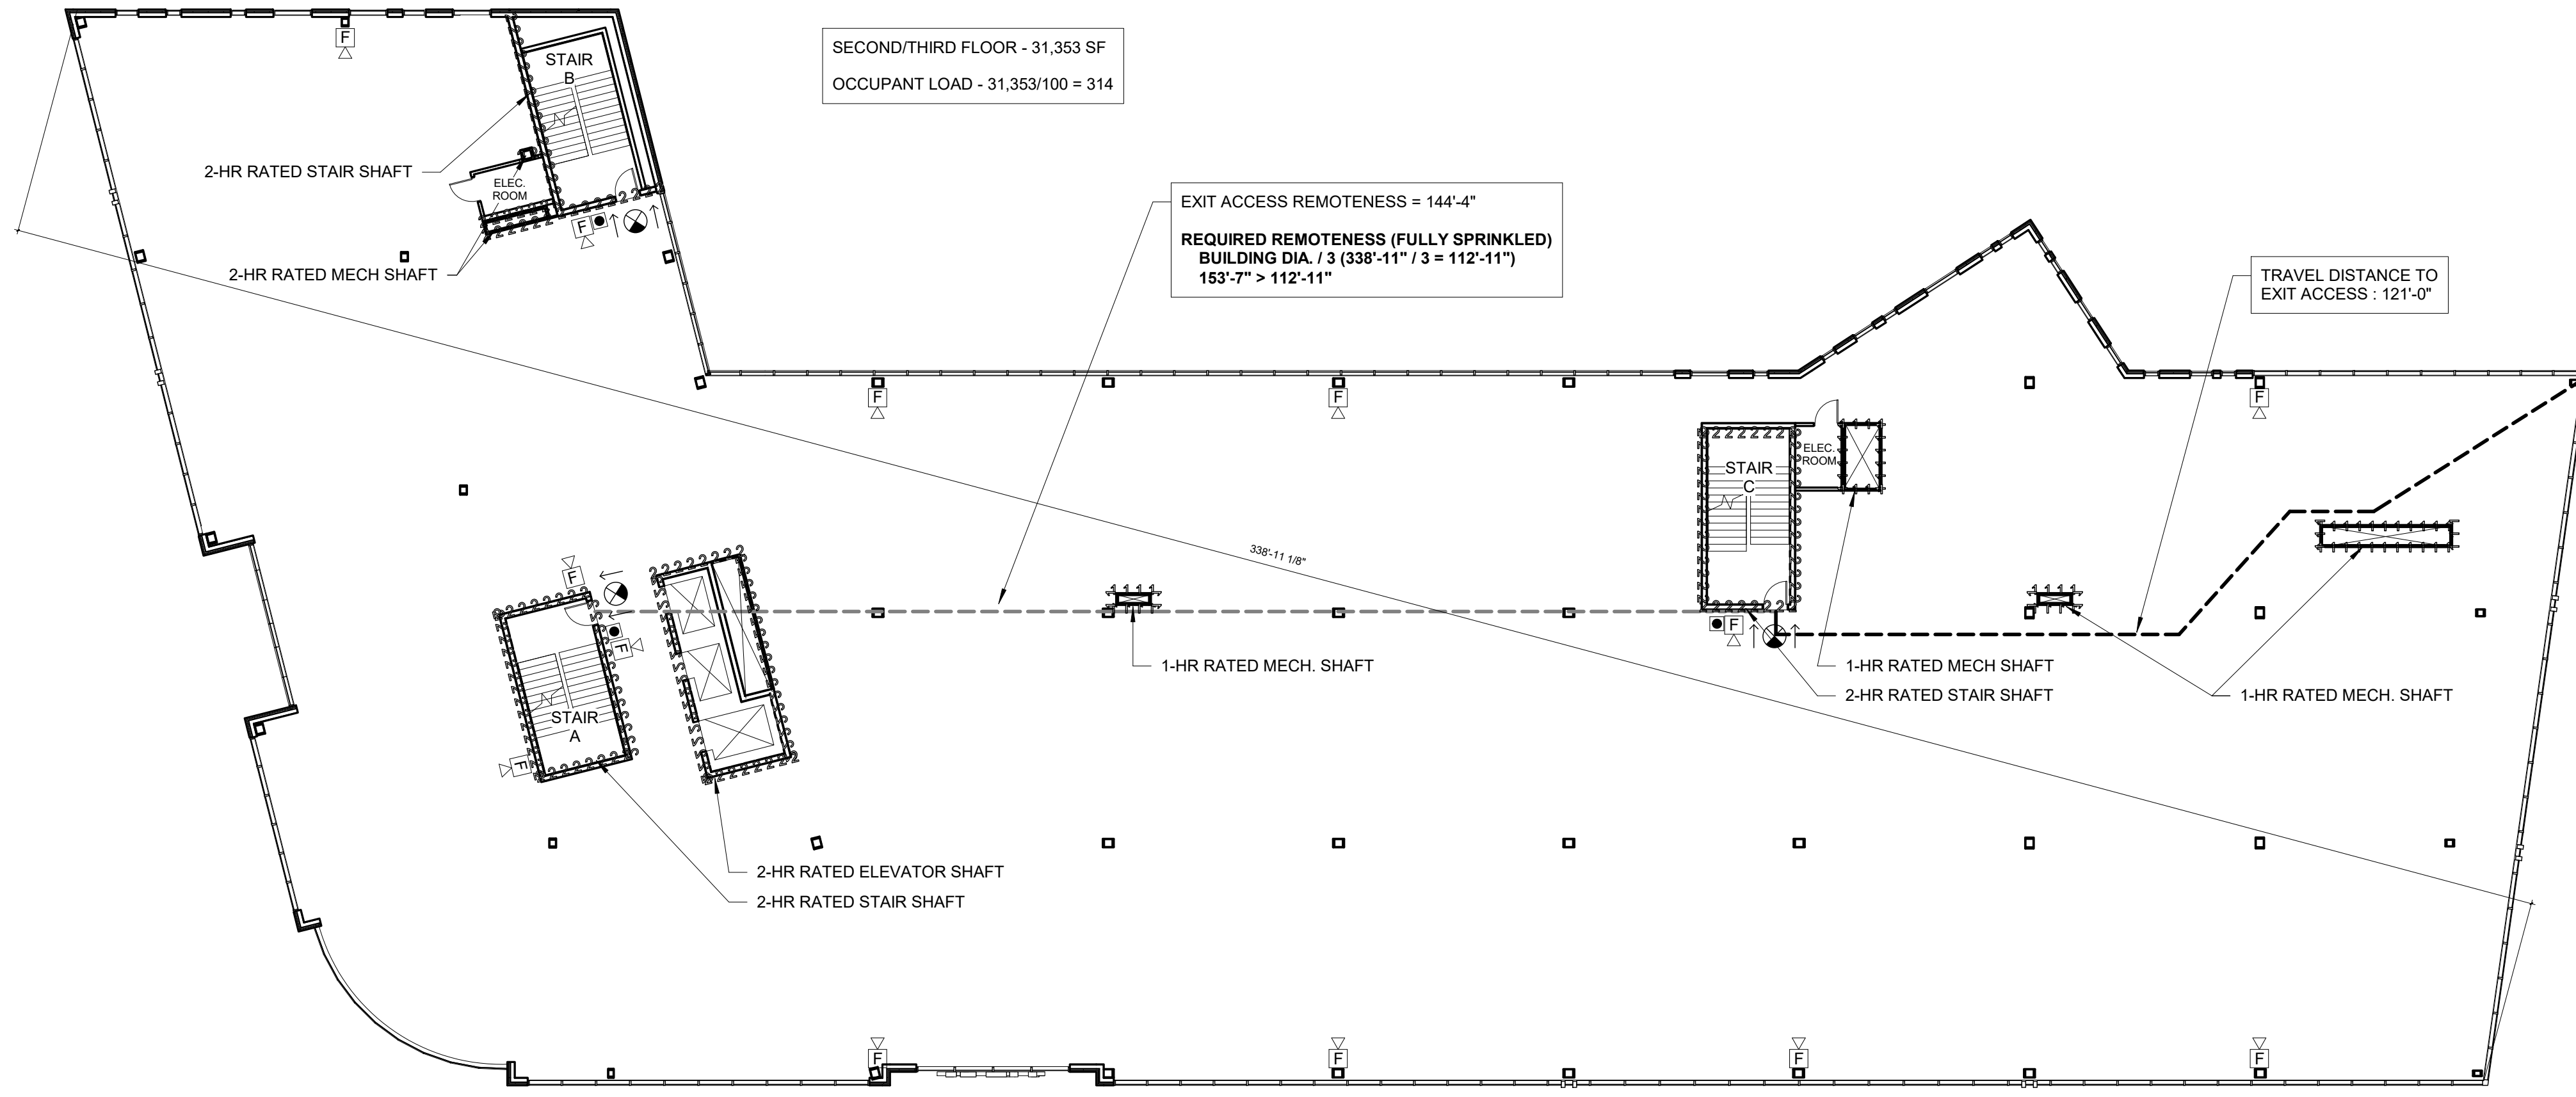 SECOND/THIRD FLOOR - 31,353 SF
OCCUPANT LOAD - 31,353/100 = 314
F
STAIR
B
2-HR RATED STAIR SHAFT
ELEC.
ROOM
2-HR RATED MECH SHAFT
F
EXIT ACCESS REMOTENESS = 144'-4"
REQUIRED REMOTENESS (FULLY SPRINKLED)
BUILDING DIA. / 3 (338'-11" / 3 = 112'-11")
153'-7" > 112'-11"
TRAVEL DISTANCE TO
EXIT ACCESS : 121'-0"
F
F
F
STAIR
C
ELEC.
ROOM
338'-11 1/8"
F
F
F
STAIR
A
F
1-HR RATED MECH. SHAFT
1-HR RATED MECH SHAFT
2-HR RATED STAIR SHAFT
1-HR RATED MECH. SHAFT
2-HR RATED ELEVATOR SHAFT
2-HR RATED STAIR SHAFT
F
F
F
F